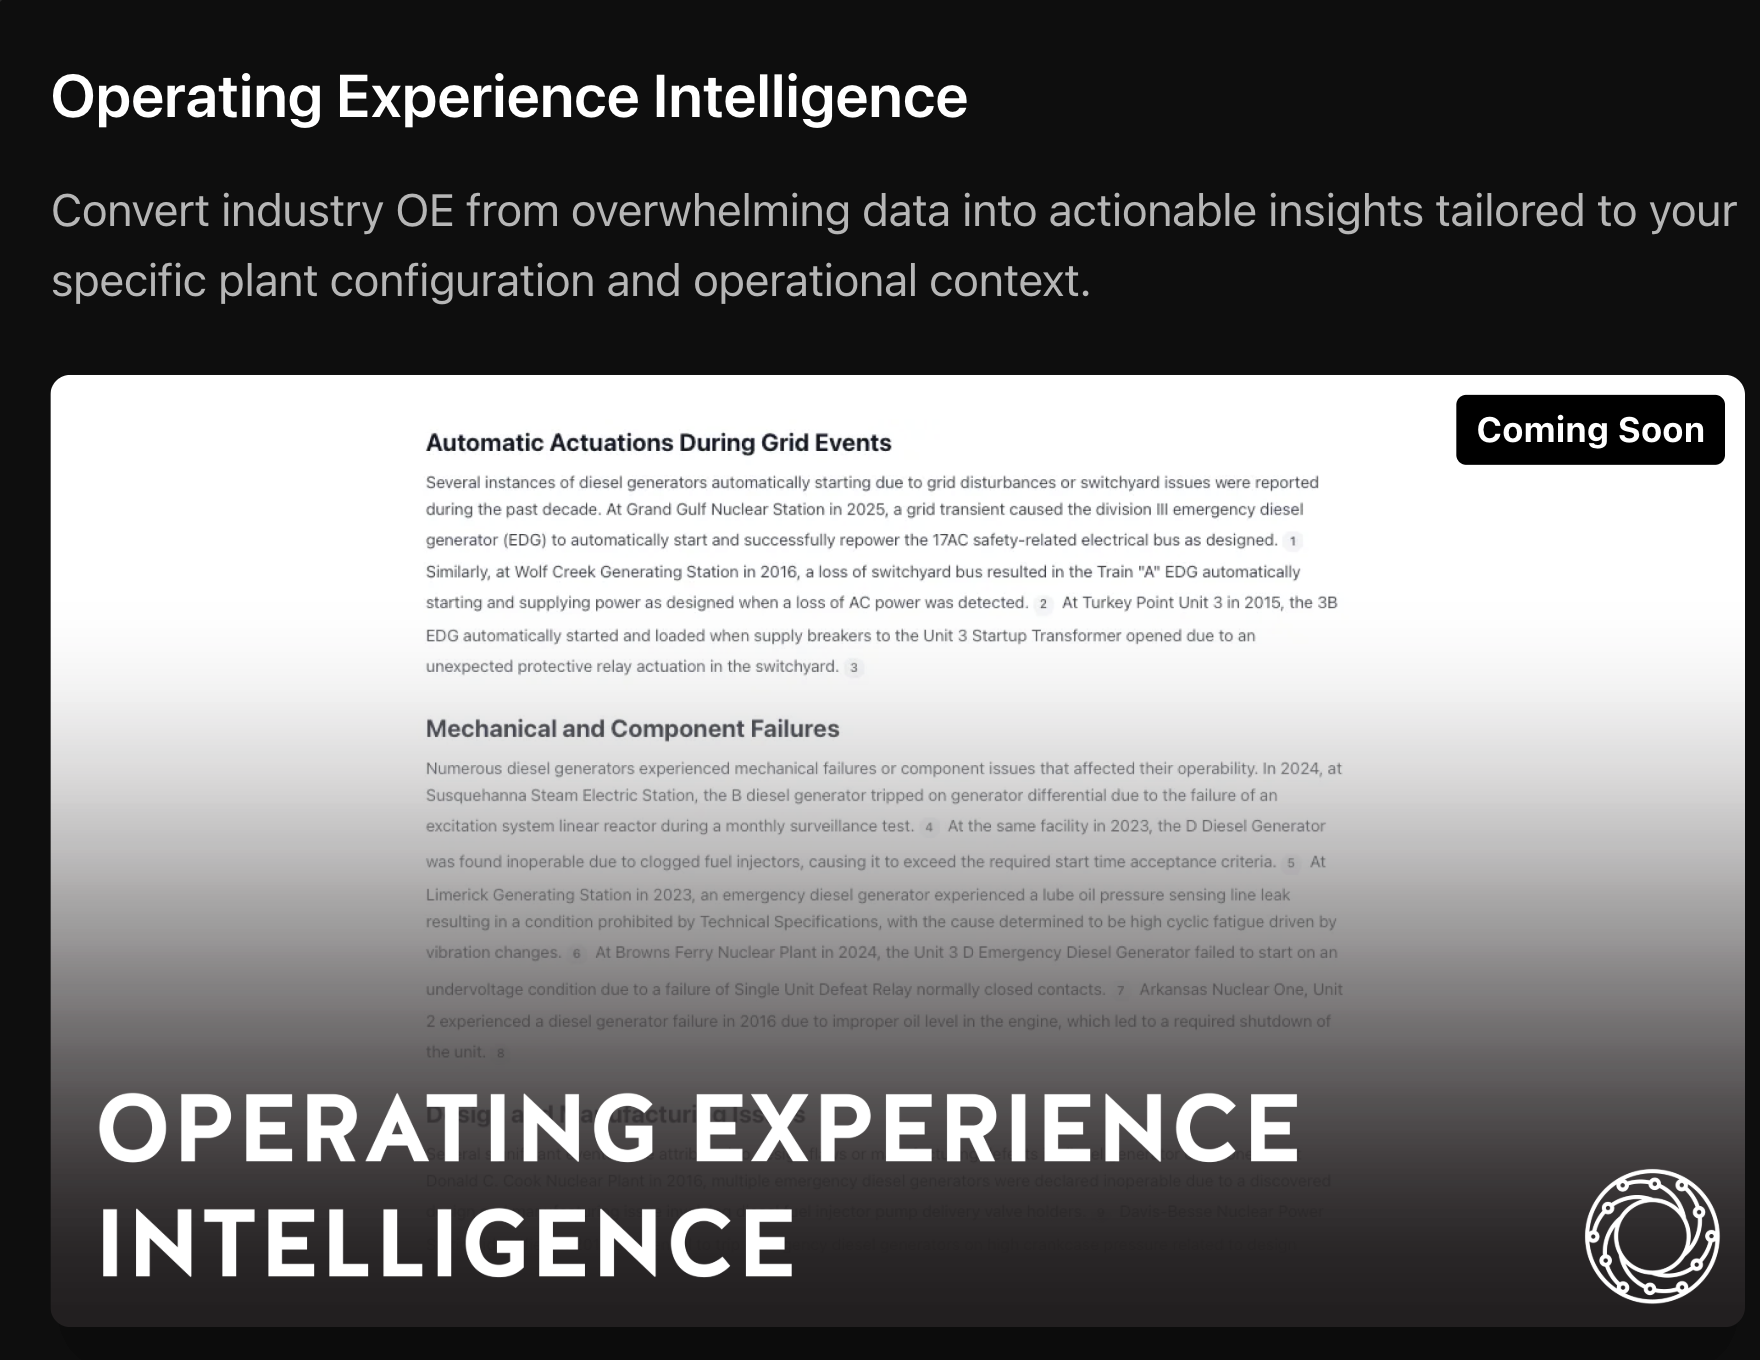 Operating Experience Intelligence
Convert industry OE from overwhelming data into actionable insights tailored to your
specific plant configuration and operational context.
Coming Soon
Automatic Actuations During Grid Events
Several instances of diesel generators automatically starting due to grid disturbances or switchyard issues were reported
during the past decade. At Grand Gulf Nuclear Station in 2025, a grid transient caused the division III emergency diesel
generator (EDG) to automatically start and successfully repower the 17AC safety-related electrical bus as designed. 1
Similarly, at Wolf Creek Generating Station in 2016, a loss of switchyard bus resulted in the Train "A" EDG automatically
starting and supplying power as designed when a loss of AC power was detected. 2 At Turkey Point Unit 3 in 2015, the 3B
EDG automatically started and loaded when supply breakers to the Unit 3 Startup Transformer opened due to an
unexpected protective relay actuation in the switchyard. 3
Mechanical and Component Failures
Numerous diesel generators experienced mechanical failures or component issues that affected their operability. In 2024, at
Susquehanna Steam Electric Station, the B diesel generator tripped on generator differential due to the failure of an
excitation system linear reactor during a monthly surveillance test. 4 At the same facility in 2023, the D Diesel Generator
was found inoperable due to clogged fuel injectors, causing it to exceed the required start time acceptance criteria. 5 At
Limerick Generating Station in 2023, an emergency diesel generator experienced a lube oil pressure sensing line leak
resulting in a condition prohibited by Technical Specifications, with the cause determined to be high cyclic fatigue driven by
vibration changes. 6 At Browns Ferry Nuclear Plant in 2024, the Unit 3 D Emergency Diesel Generator failed to start on an
undervoltage condition due to a failure of Single Unit Defeat Relay normally closed contacts. 7 Arkansas Nuclear One, Unit
2 experienced a diesel generator failure in 2016 due to improper oil level in the engine, which led to a required shutdown of
the unit. 8
OPERATING EXPERIENCE
Donald C. Cook Nuclear Plant in 2016, multiple emergency diesel generators were declared inoperable due to a discovered
injector pump delivery valve holders. Davis-Besse Nuclear Power
INTELLIGENCE